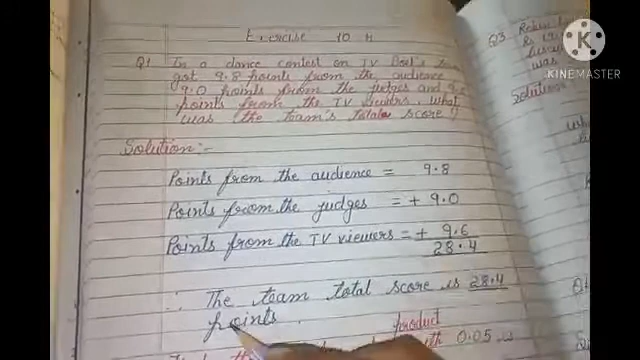 Exercise 10 H
Q1 In a dance contest on TV Beel's team
got 9.8 points from the audience
9.0 points from the judges and 9.6
points from the TV viewers. what
was the team's total score?
Solution:-
Points from the audience = 9.8
Points from the judges = + 9.0
Points from the TV viewers = + 9.6
28.4
∴ The team total score is 28.4
points.
product
with 0.05
Q3
was
Solution
KINEMASTER